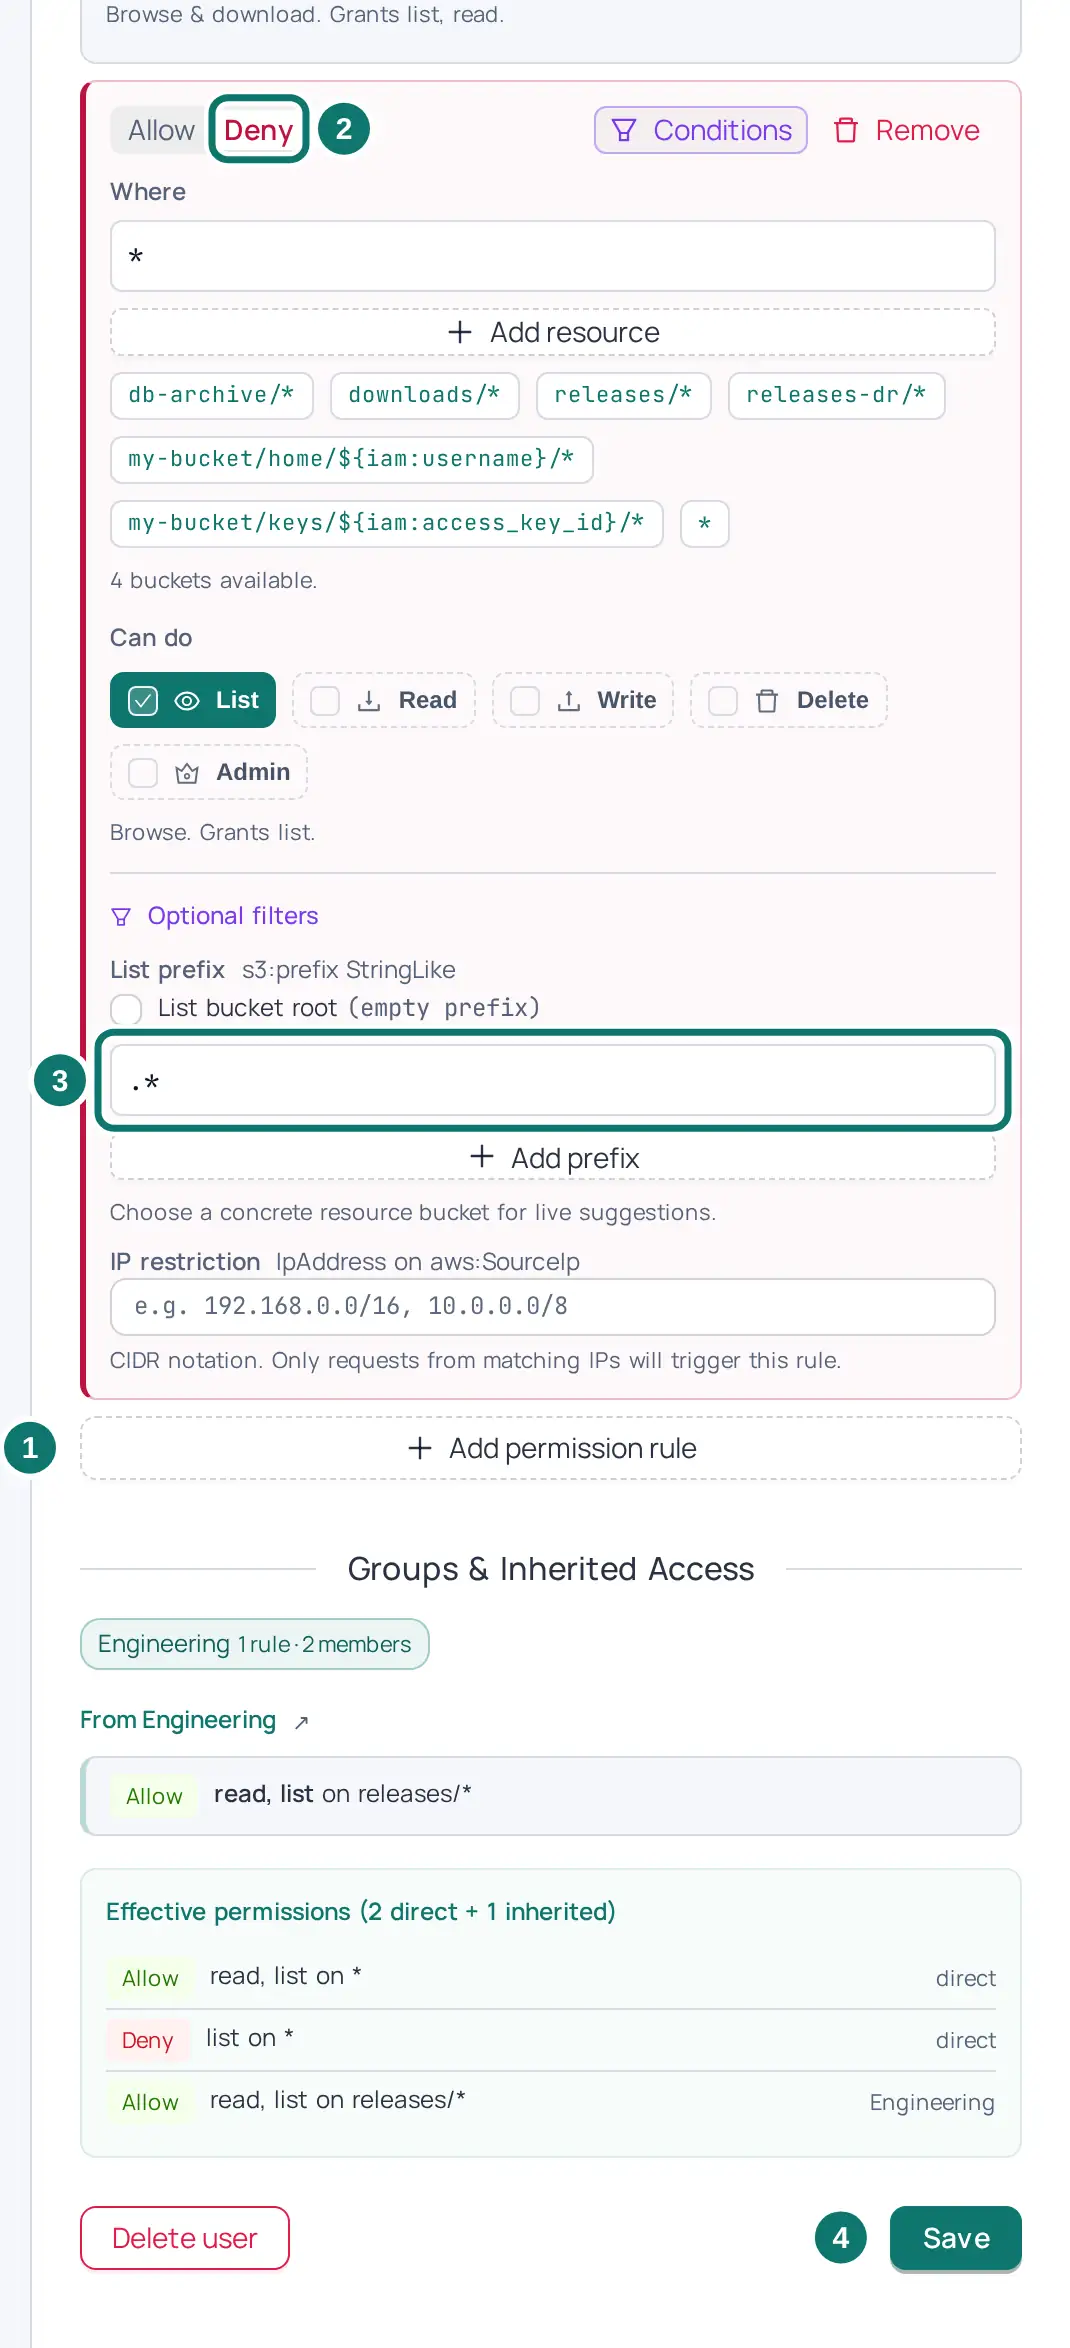 Browse & download. Grants list, read.
Allow Deny 2 Conditions Remove
Where
*
+ Add resource
db-archive/* downloads/* releases/* releases-dr/*
my-bucket/home/${iam:username}/*
my-bucket/keys/${iam:access_key_id}/* *
4 buckets available.
Can do
List Read Write Delete
Admin
Browse. Grants list.
Optional filters
List prefix s3:prefix StringLike
List bucket root (empty prefix)
3 .*
+ Add prefix
Choose a concrete resource bucket for live suggestions.
IP restriction IpAddress on aws:SourceIp
e.g. 192.168.0.0/16, 10.0.0.0/8
CIDR notation. Only requests from matching IPs will trigger this rule.
1 + Add permission rule
Groups & Inherited Access
Engineering 1 rule · 2 members
From Engineering ↗
Allow read, list on releases/*
Effective permissions (2 direct + 1 inherited)
Allow read, list on * direct
Deny list on * direct
Allow read, list on releases/* Engineering
Delete user 4 Save